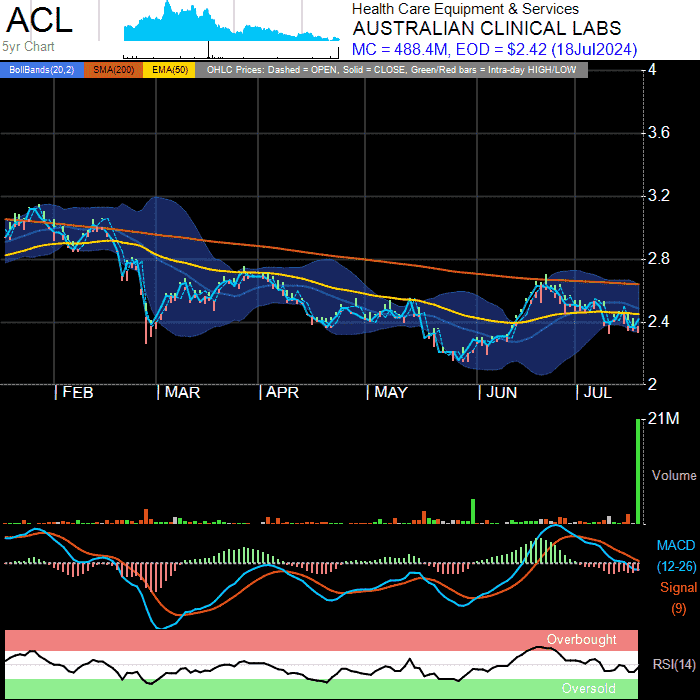 ACL
5yr Chart
Health Care Equipment & Services
AUSTRALIAN CLINICAL LABS
MC = 488.4M, EOD = $2.42 (18Jul2024)
BollBands(20,2) SMA(200) EMA(50) OHLC Prices: Dashed = OPEN, Solid = CLOSE, Green/Red bars = Intra-day HIGH/LOW
4
3.6
3.2
2.8
2.4
2
| FEB | MAR | APR | MAY | JUN | JUL
21M
Volume
MACD
(12-26)
Signal
(9)
Overbought
RSI(14)
Oversold